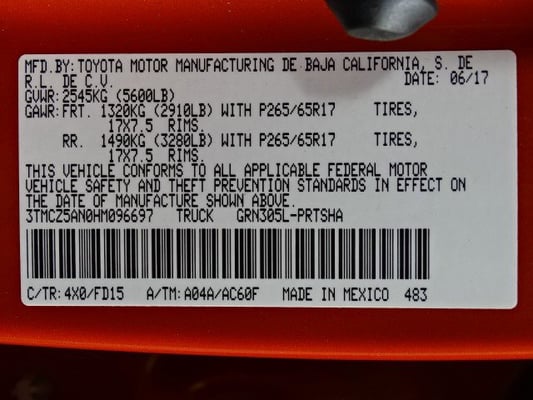 MFD.BY: TOYOTA MOTOR MANUFACTURING DE BAJA CALIFORNIA, S. DE
R.L. DE C.V. DATE: 06/17
GVWR: 2545KG (5600LB)
GAWR: FRT. 1320KG (2910LB) WITH P265/65R17 TIRES,
17X7.5 RIMS.
RR. 1490KG (3280LB) WITH P265/65R17 TIRES,
17X7.5 RIMS.
THIS VEHICLE CONFORMS TO ALL APPLICABLE FEDERAL MOTOR
VEHICLE SAFETY AND THEFT PREVENTION STANDARDS IN EFFECT ON
THE DATE OF MANUFACTURE SHOWN ABOVE.
3TMCZ5AN0HM096697 TRUCK GRN305L-PRTSHA
C/TR: 4X0/FD15 A/TM: A04A/AC60F MADE IN MEXICO 483